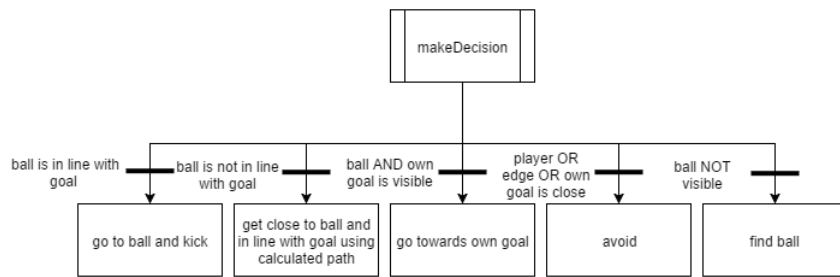 makeDecision
ball is in line with
goal
ball is not in line
with goal
ball AND own
goal is visible
player OR
edge OR own
goal is close
ball NOT
visible
go to ball and kick
get close to ball and
in line with goal using
calculated path
go towards own goal
avoid
find ball